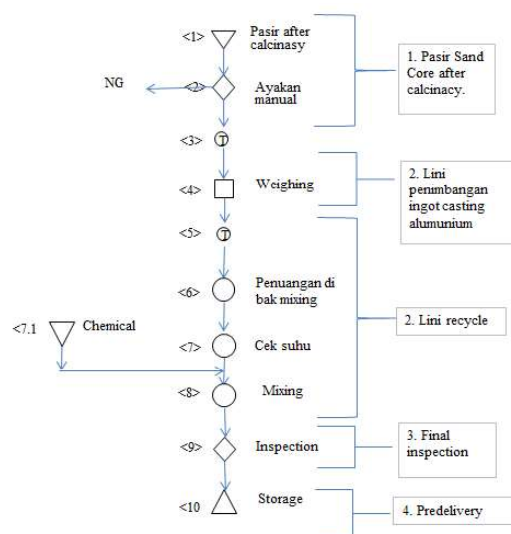 <1>
Pasir after
calcinasy
NG
<2>
Ayakan
manual
1. Pasir Sand
Core after
calcinacy.
<3>
T
<4>
Weighing
2. Lini
penimbangan
ingot casting
alumunium
<5>
T
<6>
Penuangan di
bak mixing
<7.1
Chemical
<7>
Cek suhu
2. Lini recycle
<8>
Mixing
<9>
Inspection
3. Final
inspection
<10
Storage
4. Predelivery